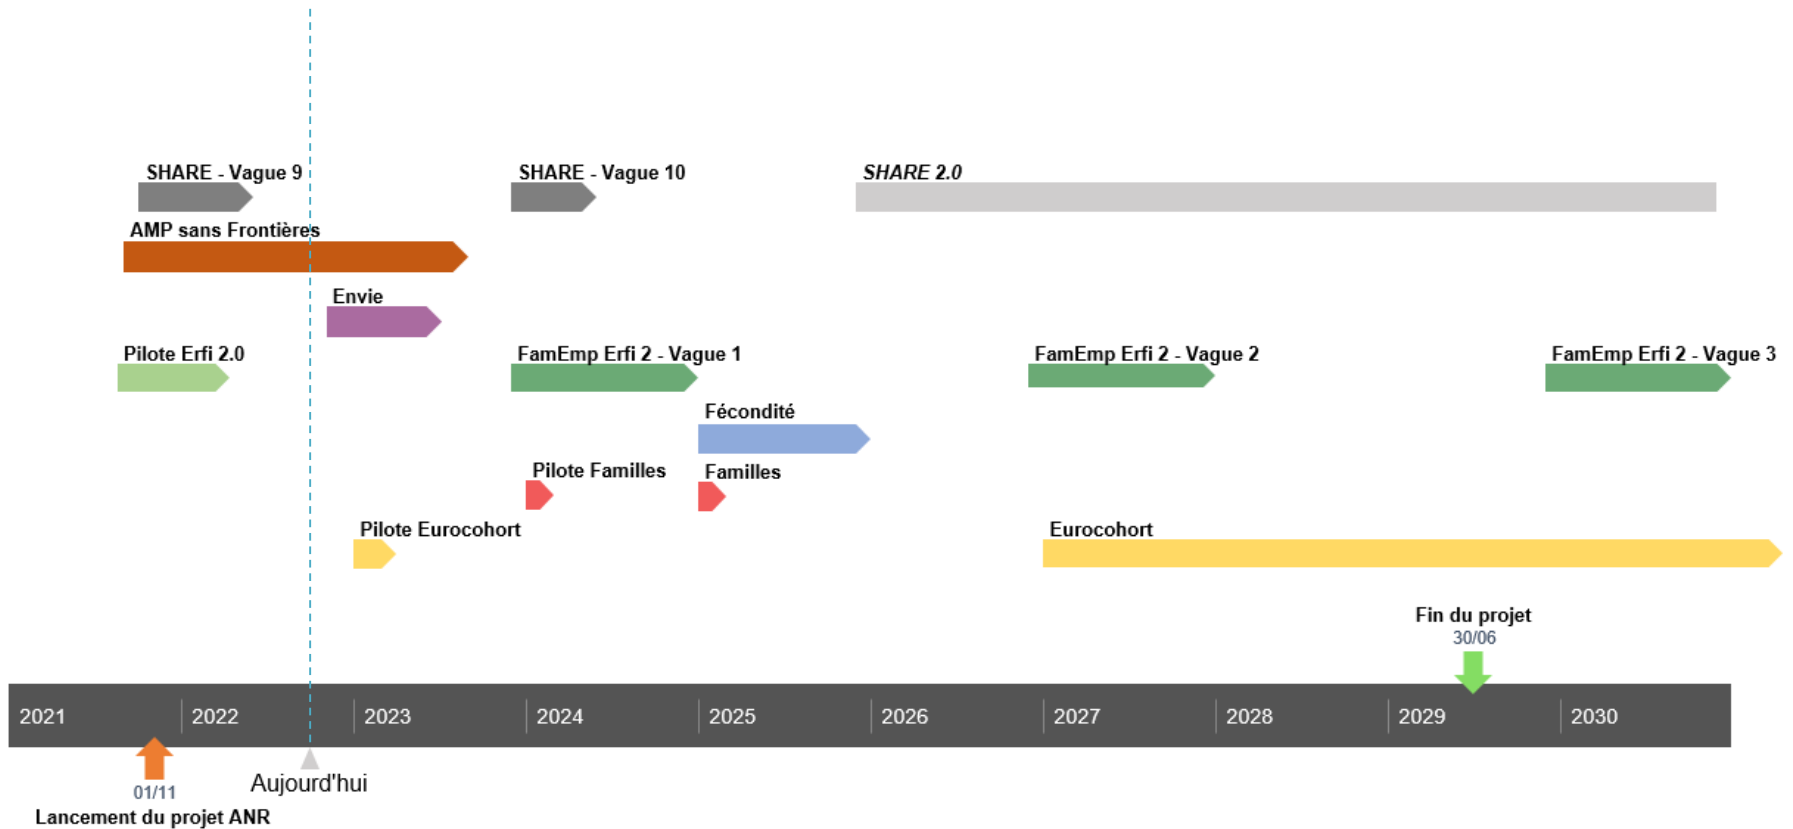 SHARE - Vague 9
SHARE - Vague 10
SHARE 2.0
AMP sans Frontières
Envie
Pilote Erfi 2.0
FamEmp Erfi 2 - Vague 1
FamEmp Erfi 2 - Vague 2
FamEmp Erfi 2 - Vague 3
Fécondité
Pilote Familles
Familles
Pilote Eurocohort
Eurocohort
Fin du projet
30/06
2021
2022
2023
2024
2025
2026
2027
2028
2029
2030
Aujourd'hui
01/11
Lancement du projet ANR